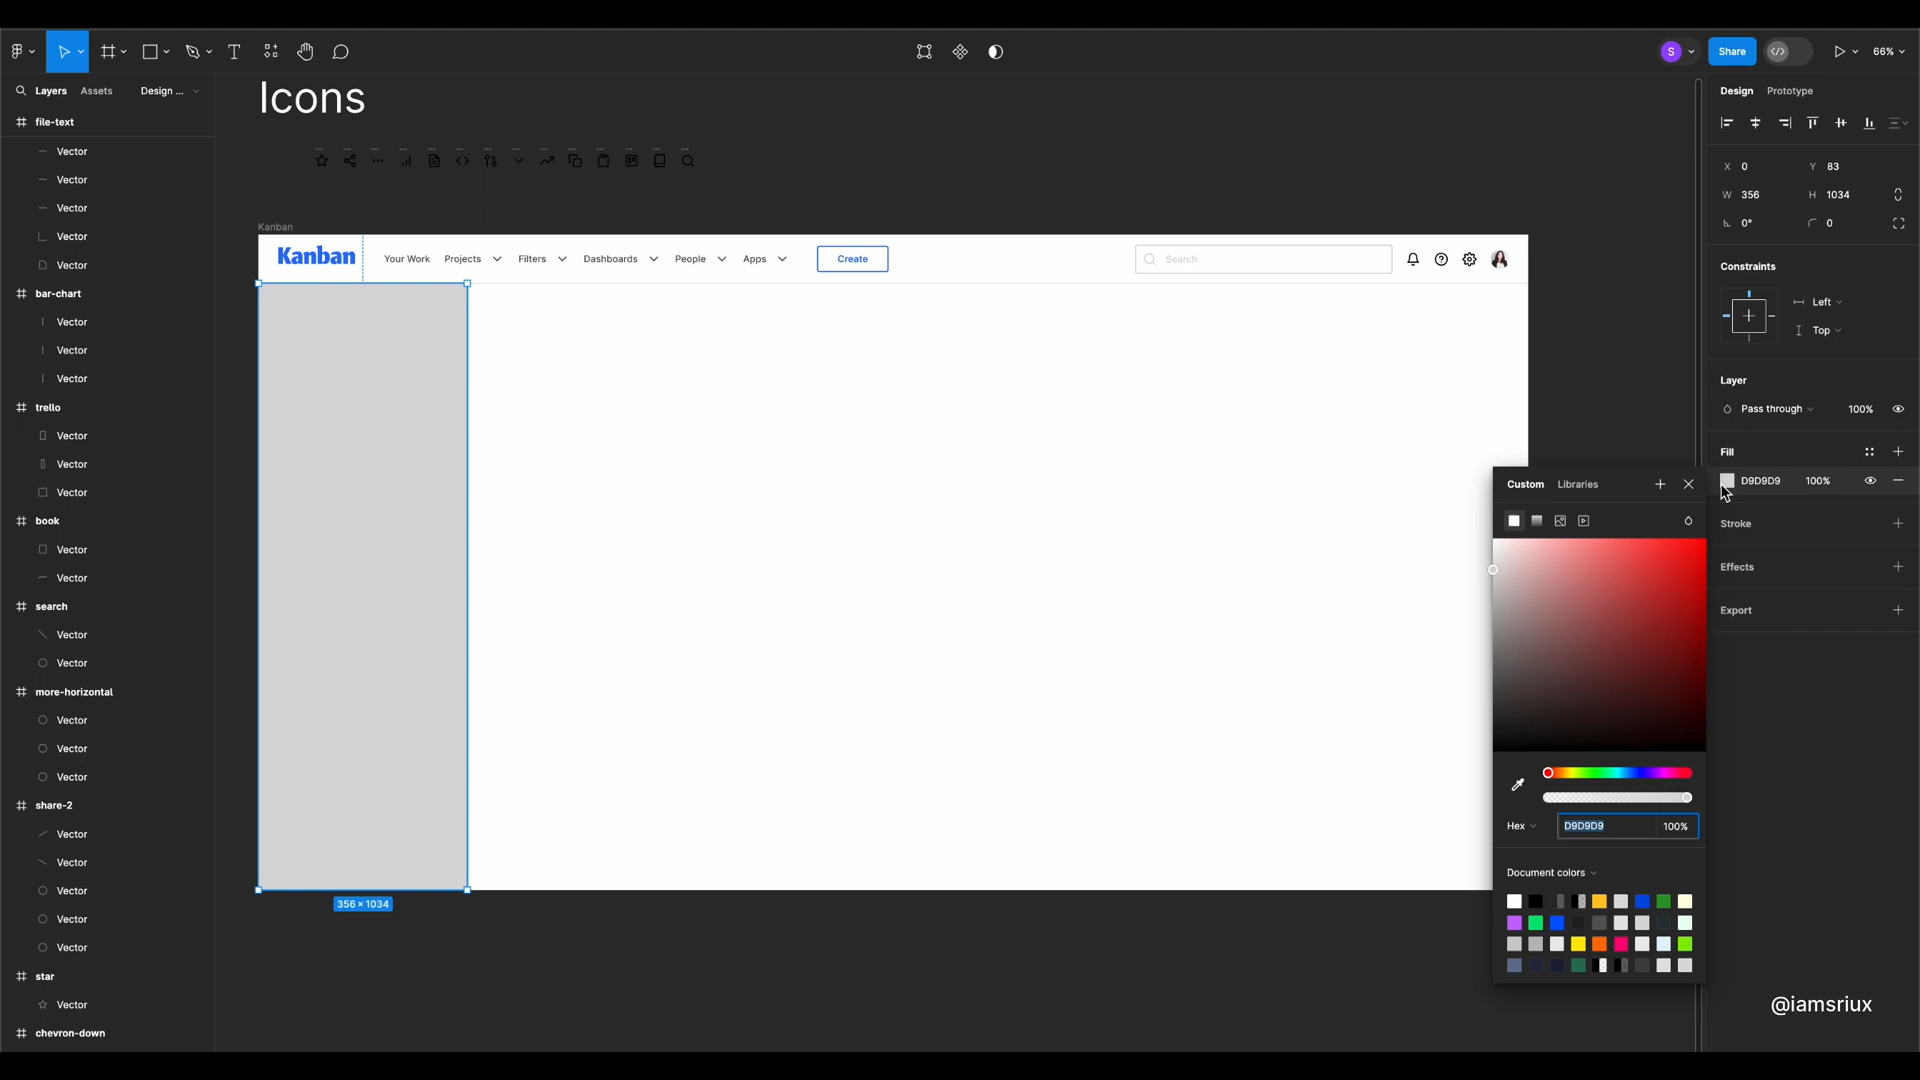 S
Share
66%
Layers
Assets
Design ...
Icons
Design
Prototype
file-text
Vector
Vector
Vector
Vector
Vector
bar-chart
Vector
Vector
Vector
trello
Vector
Vector
Vector
book
Vector
Vector
search
Vector
Vector
more-horizontal
Vector
Vector
Vector
share-2
Vector
Vector
Vector
Vector
Vector
star
Vector
chevron-down
Kanban
Kanban
Your Work
Projects
Filters
Dashboards
People
Apps
Create
Search
356 × 1034
X 0
Y 83
W 356
H 1034
0°
0
Constraints
Left
Top
Layer
Pass through
100%
Fill
D9D9D9
100%
Stroke
Effects
Export
Custom
Libraries
Hex
D9D9D9
100%
Document colors
@iamsriux